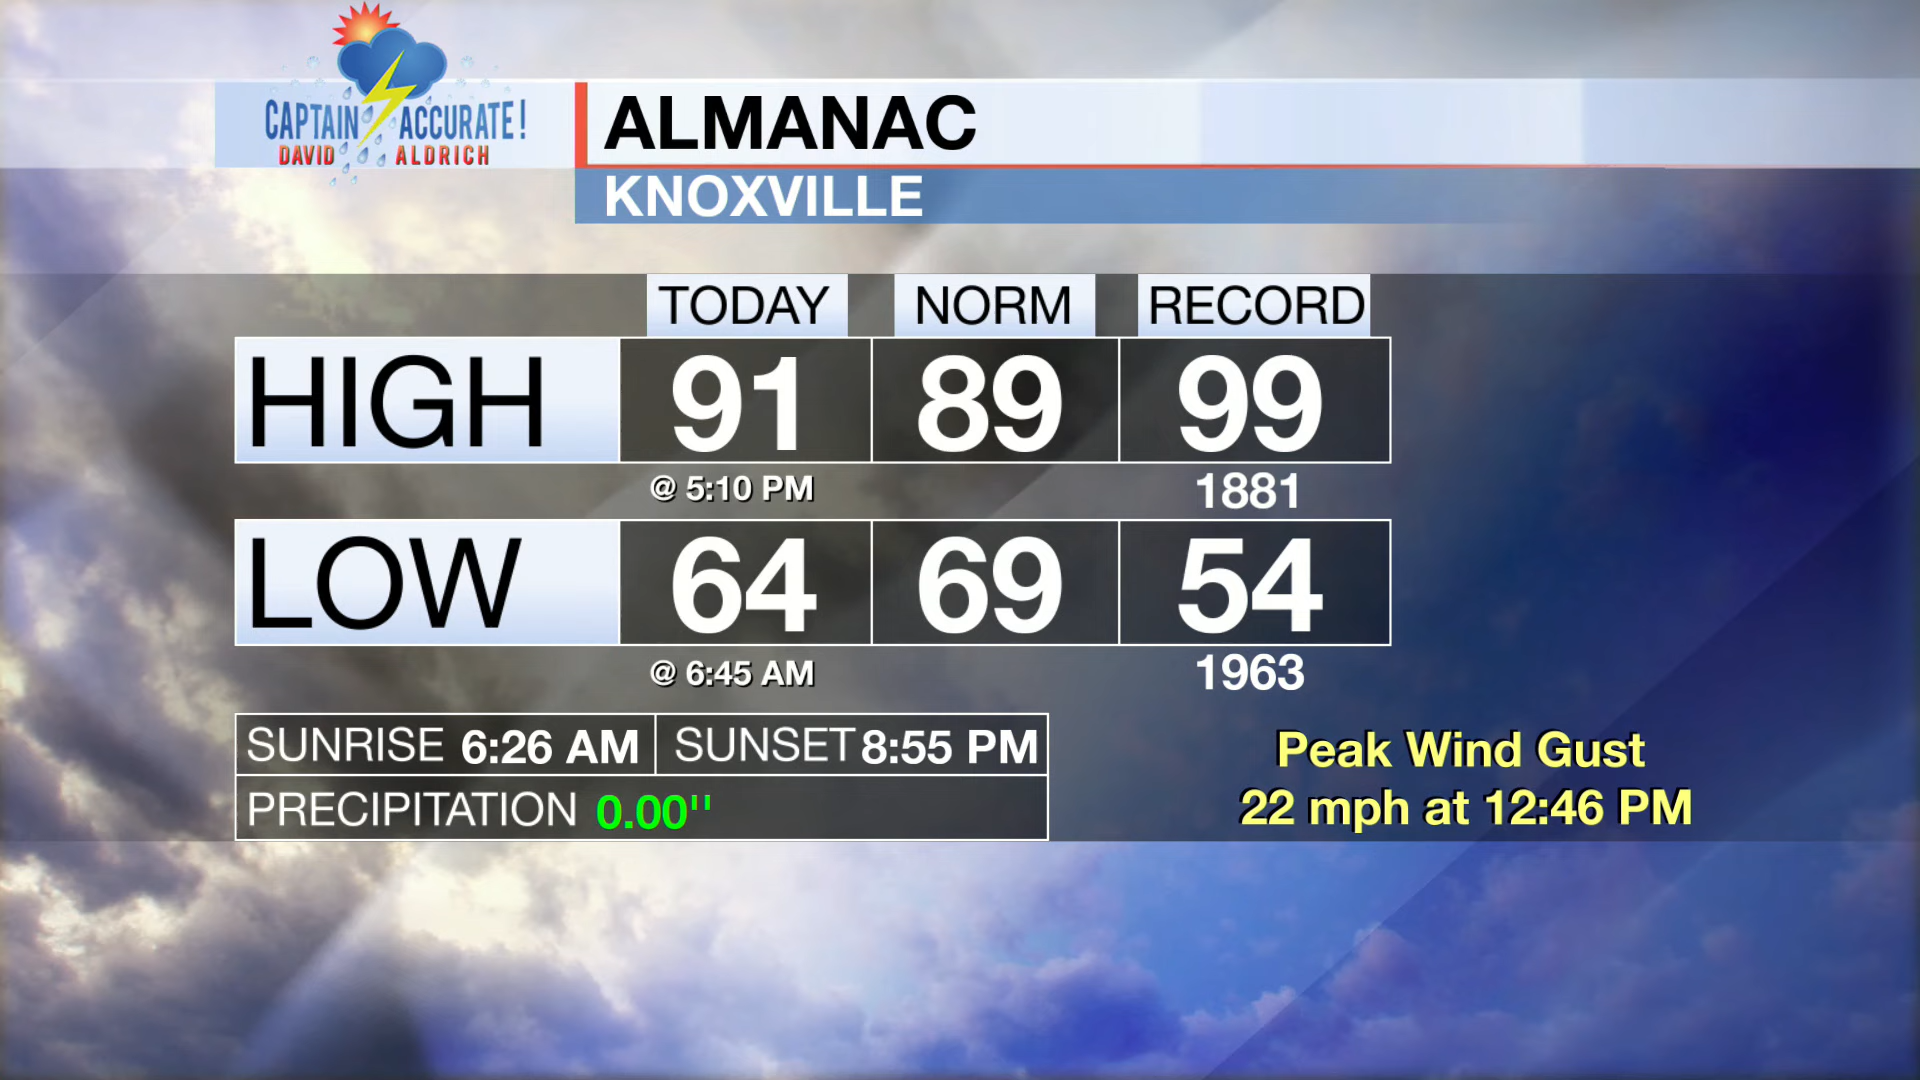 CAPTAIN ACCURATE!
DAVID ALDRICH
ALMANAC
KNOXVILLE
TODAY NORM RECORD
HIGH 91 89 99
@ 5:10 PM 1881
LOW 64 69 54
@ 6:45 AM 1963
SUNRISE 6:26 AM SUNSET 8:55 PM
PRECIPITATION 0.00''
Peak Wind Gust
22 mph at 12:46 PM